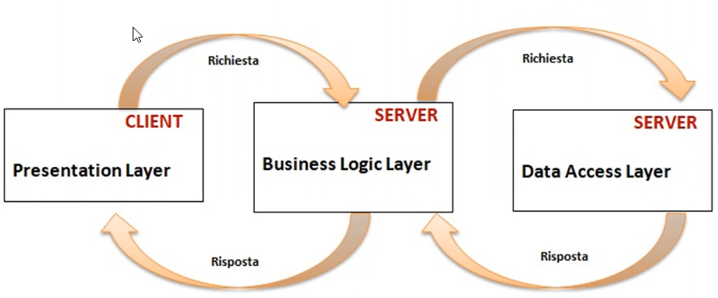 Richiesta
Richiesta
CLIENT
Presentation Layer
SERVER
Business Logic Layer
SERVER
Data Access Layer
Risposta
Risposta